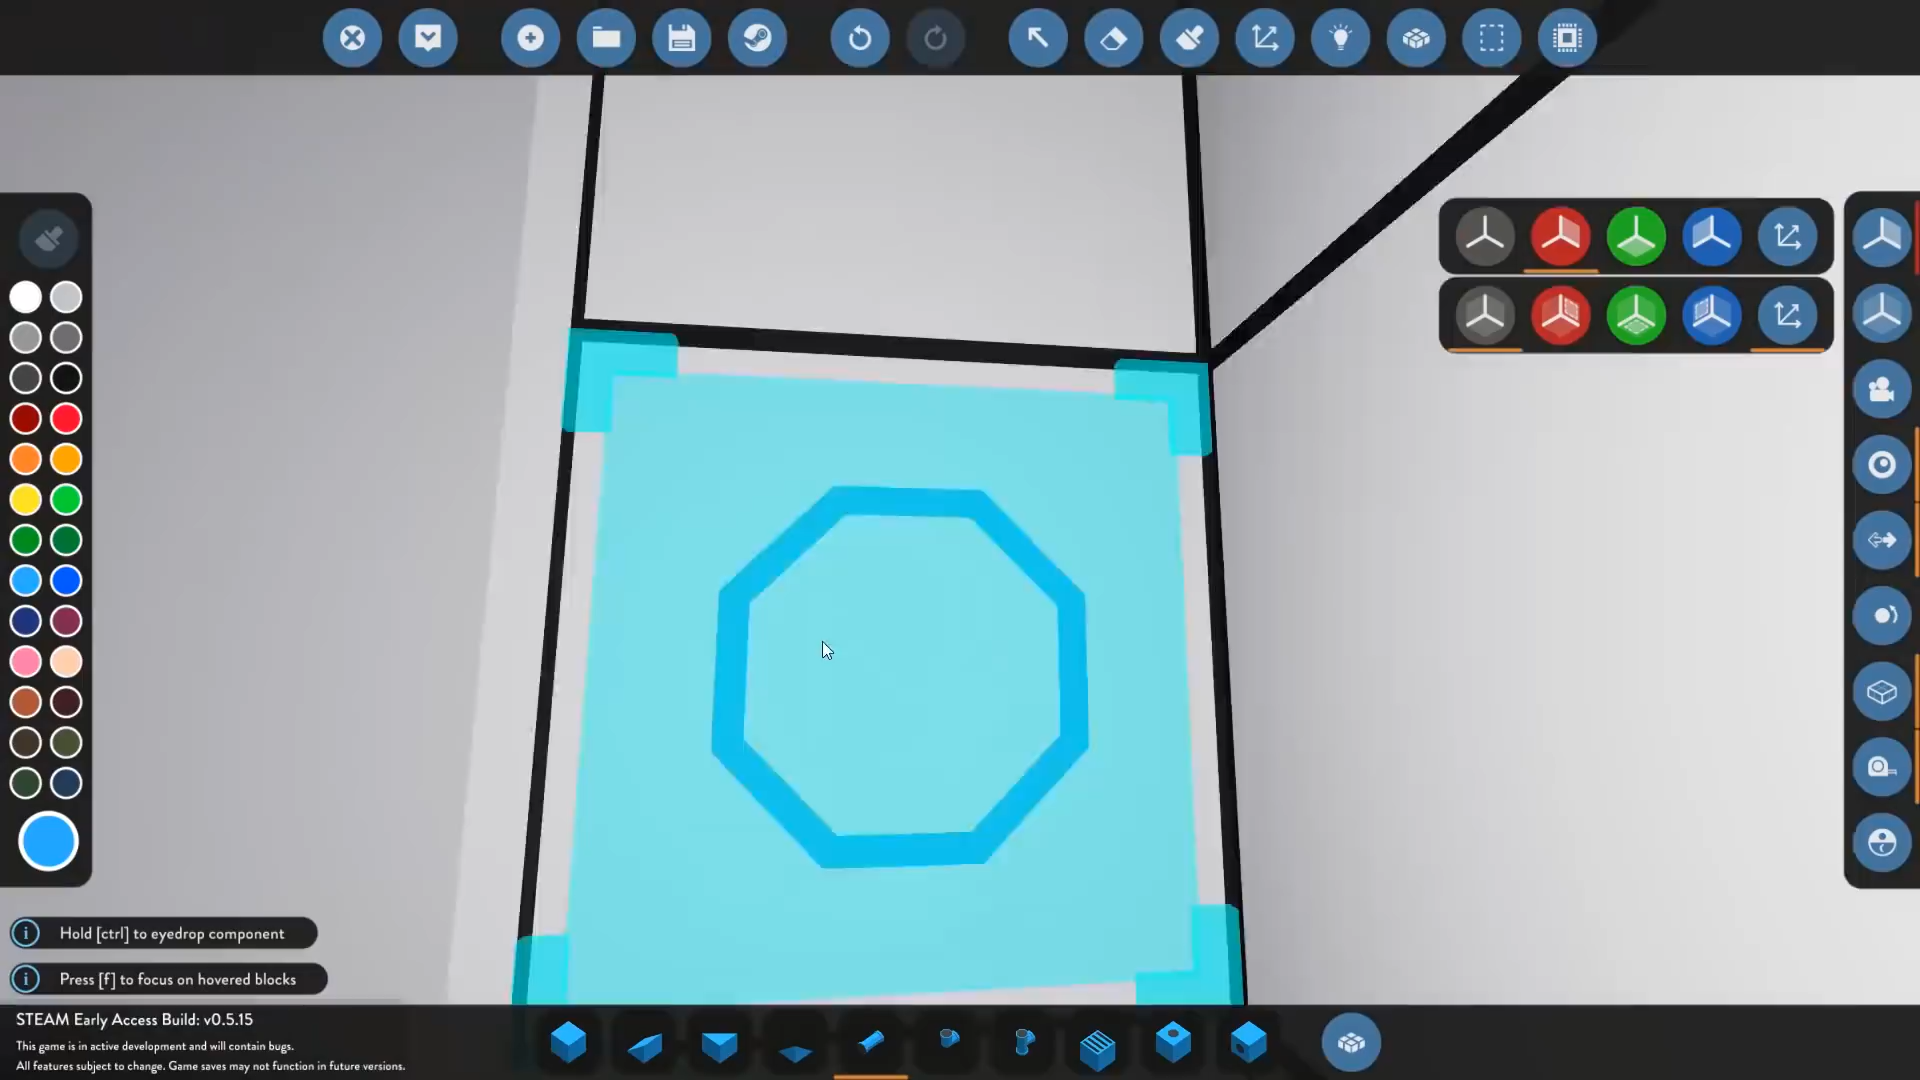 Hold [ctrl] to eyedrop component
Press [f] to focus on hovered blocks
STEAM Early Access Build: v0.5.15
This game is in active development and will contain bugs.
All features subject to change. Game saves may not function in future versions.